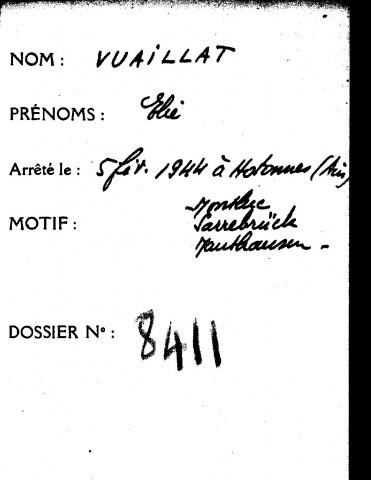 NOM : VUAILLAT
PRÉNOMS : Elie
Arrêté le : 5 fév. 1944 à Hotonnes (Ain)
MOTIF : Montluc
Sarrebrück
Mauthausen -
DOSSIER N° : 8411